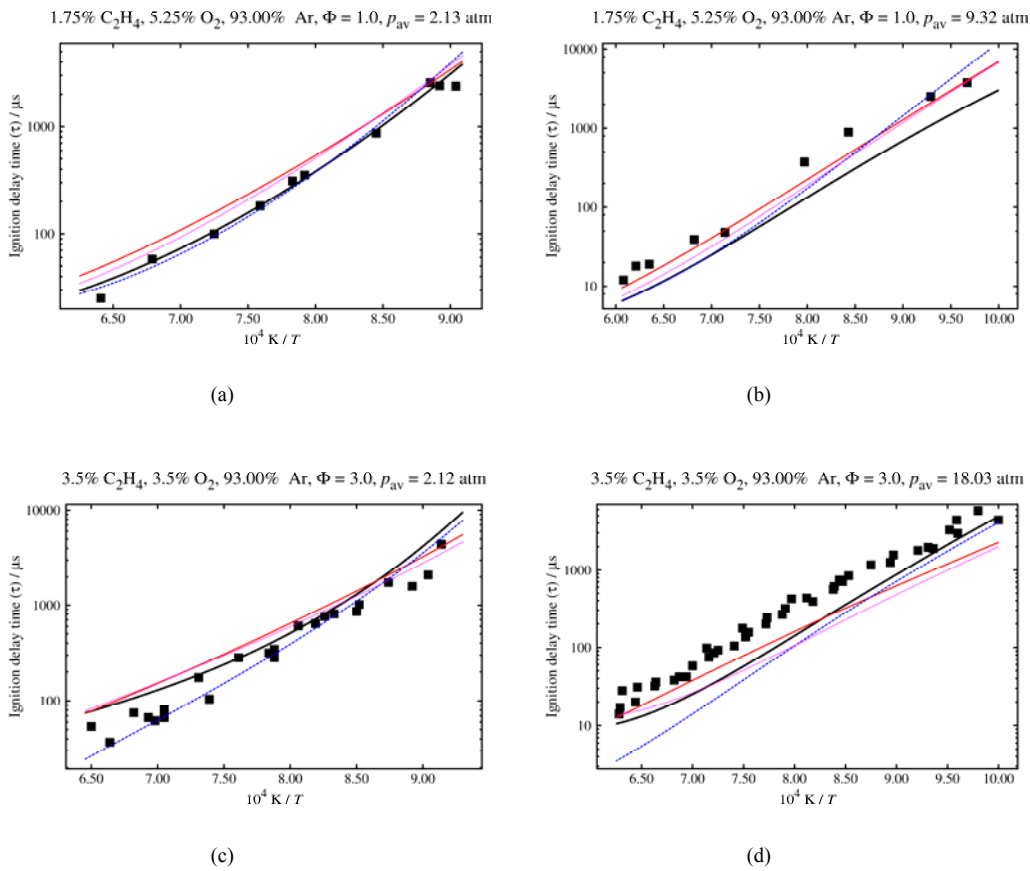 1.75% C2H4, 5.25% O2, 93.00% Ar, Φ = 1.0, pav = 2.13 atm
Ignition delay time (τ) / μs
1000
100
6.50 7.00 7.50 8.00 8.50 9.00
10^4 K / T
(a)
1.75% C2H4, 5.25% O2, 93.00% Ar, Φ = 1.0, pav = 9.32 atm
Ignition delay time (τ) / μs
10000
1000
100
10
6.00 6.50 7.00 7.50 8.00 8.50 9.00 9.50 10.00
10^4 K / T
(b)
3.5% C2H4, 3.5% O2, 93.00% Ar, Φ = 3.0, pav = 2.12 atm
Ignition delay time (τ) / μs
10000
1000
100
6.50 7.00 7.50 8.00 8.50 9.00
10^4 K / T
(c)
3.5% C2H4, 3.5% O2, 93.00% Ar, Φ = 3.0, pav = 18.03 atm
Ignition delay time (τ) / μs
1000
100
10
6.50 7.00 7.50 8.00 8.50 9.00 9.50 10.00
10^4 K / T
(d)